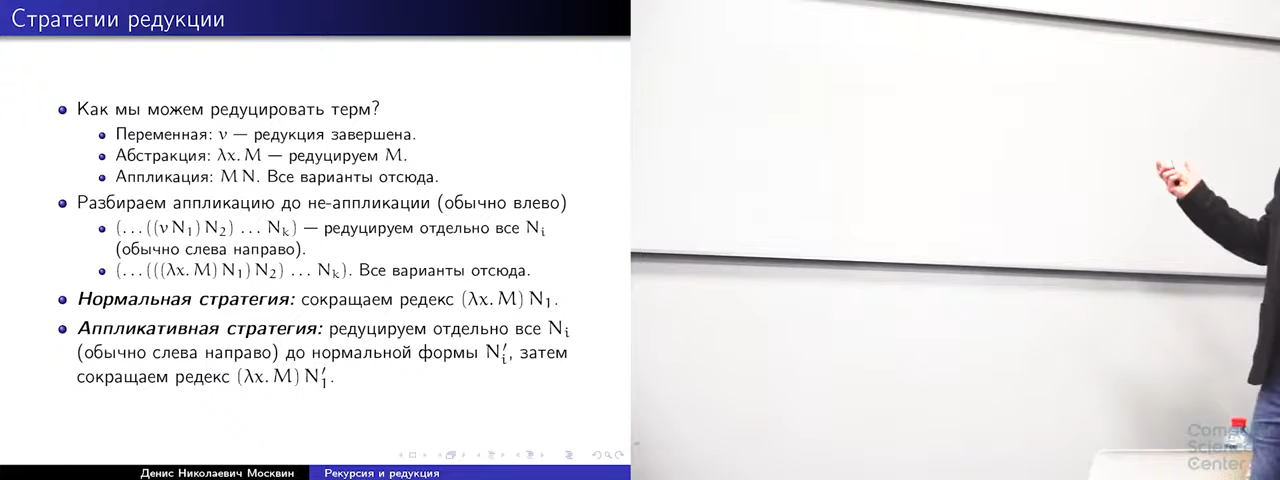 Стратегии редукции
Как мы можем редуцировать терм?
Переменная: v — редукция завершена.
Абстракция: λx. M — редуцируем M.
Аппликация: M N. Все варианты отсюда.
Разбираем аппликацию до не-аппликации (обычно влево)
(...((v N₁) N₂) ... Nₖ) — редуцируем отдельно все Nᵢ
(обычно слева направо).
(...(((λx. M) N₁) N₂) ... Nₖ). Все варианты отсюда.
Нормальная стратегия: сокращаем редекс (λx. M) N₁.
Аппликативная стратегия: редуцируем отдельно все Nᵢ
(обычно слева направо) до нормальной формы N′ᵢ, затем
сокращаем редекс (λx. M) N′₁.
Денис Николаевич Москвин
Рекурсия и редукция
Computer
Science
Center